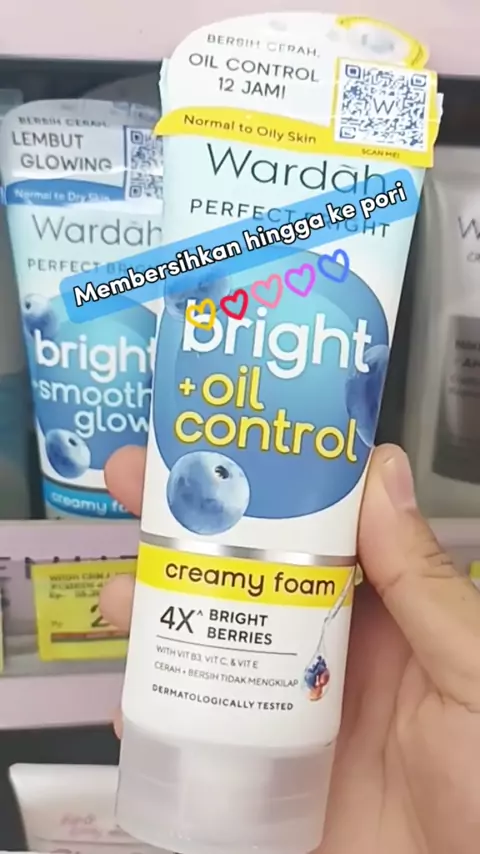 BERSIH CERAH,
OIL CONTROL
12 JAM!
Normal to Oily Skin
SCAN ME!
Wardah
PERFECT BRIGHT
Membersihkan hingga ke pori
bright
+oil
control
creamy foam
4X^ BRIGHT
BERRIES
WITH VIT B3, VIT C, & VIT E
CERAH + BERSIH TIDAK MENGKILAP
DERMATOLOGICALLY TESTED
BERSIH CERAH,
LEMBUT
GLOWING
Normal to Dry Skin
Wardah
PERFECT
bright
+smooth
glow
creamy